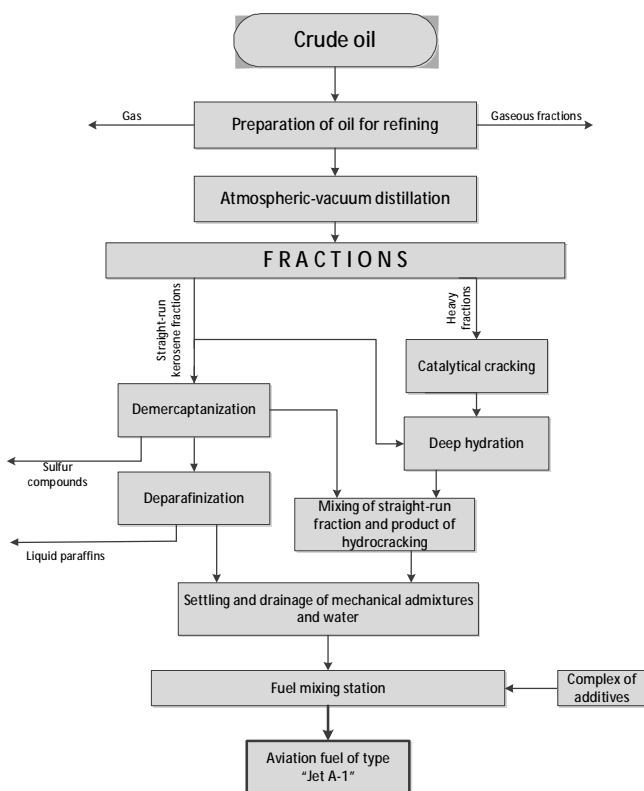 Crude oil
Gas
Preparation of oil for refining
Gaseous fractions
Atmospheric-vacuum distillation
FRACTIONS
Straight-run
kerosene fractions
Heavy
fractions
Catalytical cracking
Demercaptanization
Deep hydration
Sulfur
compounds
Deparafinization
Mixing of straight-run
fraction and product of
hydrocracking
Liquid paraffins
Settling and drainage of mechanical admixtures
and water
Fuel mixing station
Complex of
additives
Aviation fuel of type
"Jet A-1"